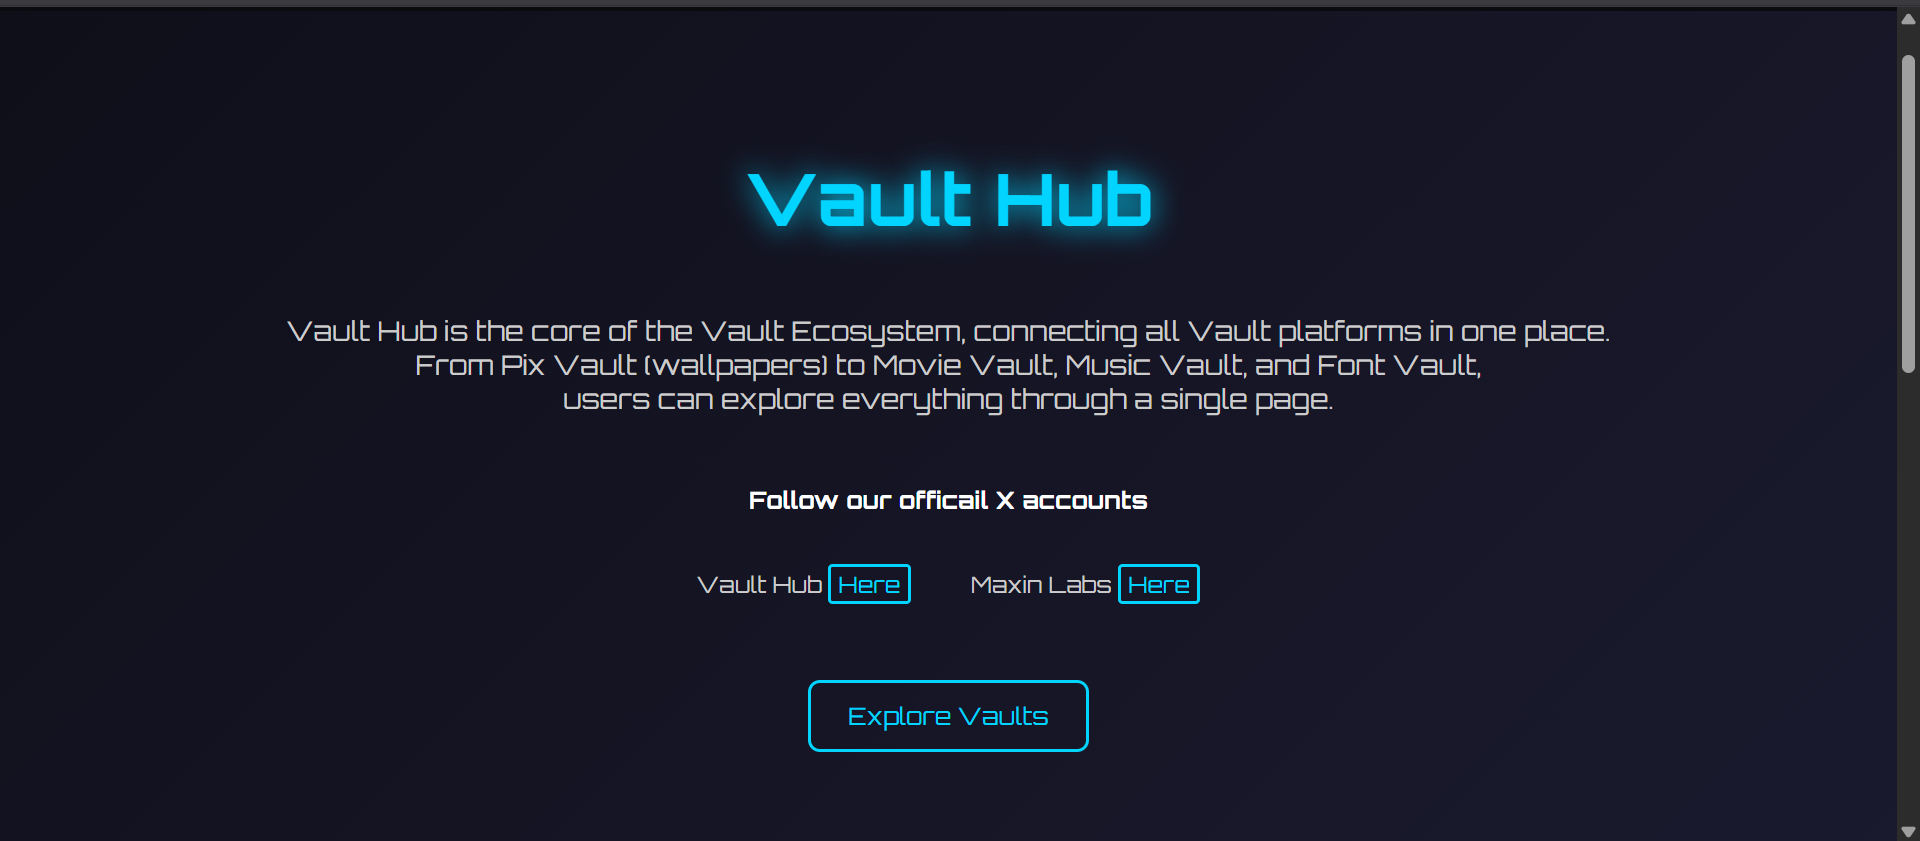 Vault Hub
Vault Hub is the core of the Vault Ecosystem, connecting all Vault platforms in one place.
From Pix Vault (wallpapers) to Movie Vault, Music Vault, and Font Vault,
users can explore everything through a single page.
Follow our officail X accounts
Vault Hub Here Maxin Labs Here
Explore Vaults